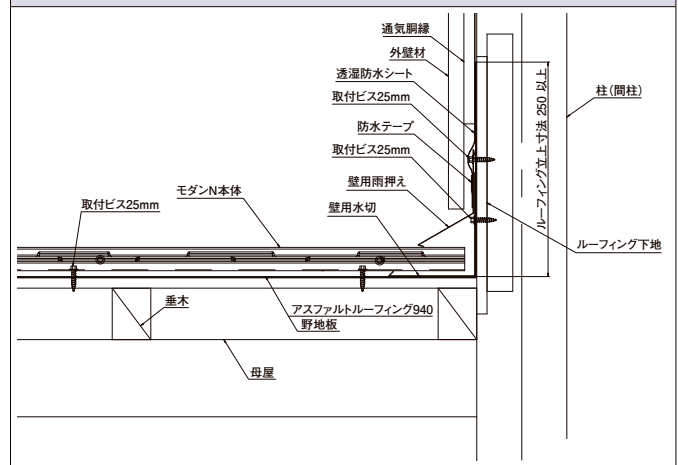 通気胴縁
外壁材
透湿防水シート
取付ビス25mm
防水テープ
取付ビス25mm
壁用雨押え
壁用水切
モダンN本体
取付ビス25mm
柱(間柱)
ルーフィング立上寸法250以上
ルーフィング下地
アスファルトルーフィング940
野地板
垂木
母屋